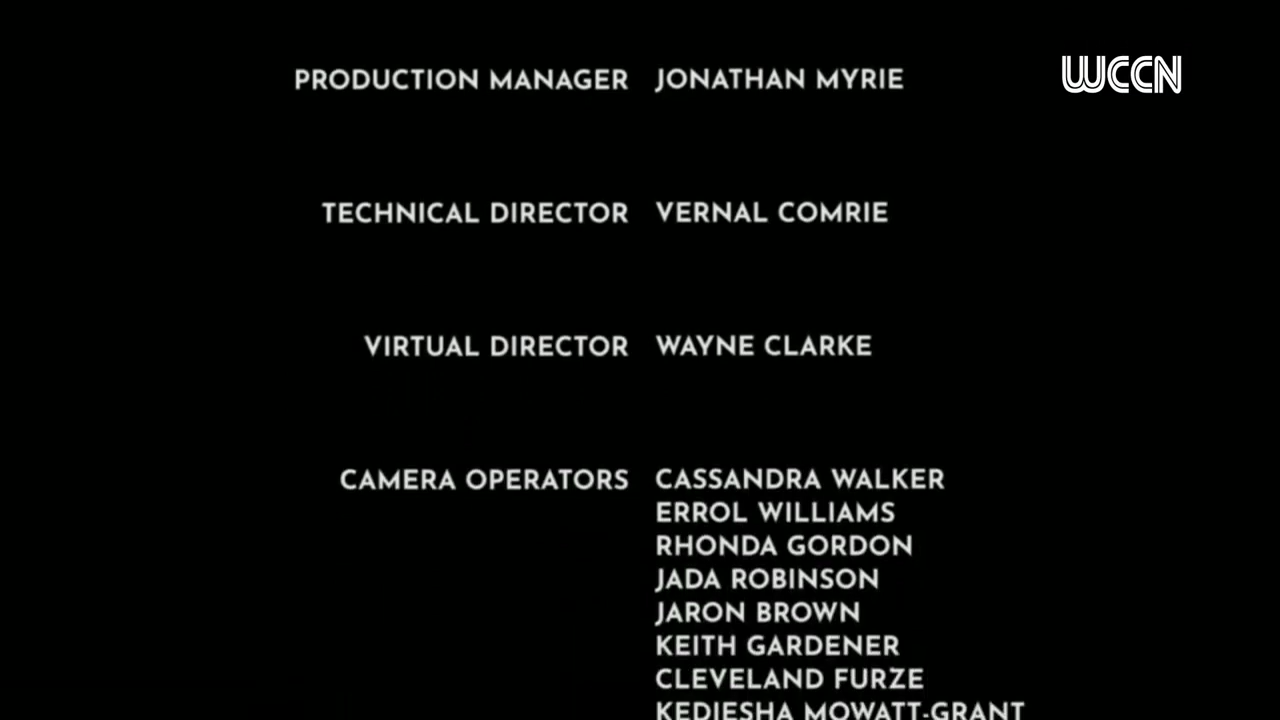 PRODUCTION MANAGER JONATHAN MYRIE
WCCN
TECHNICAL DIRECTOR VERNAL COMRIE
VIRTUAL DIRECTOR WAYNE CLARKE
CAMERA OPERATORS CASSANDRA WALKER
ERROL WILLIAMS
RHONDA GORDON
JADA ROBINSON
JARON BROWN
KEITH GARDENER
CLEVELAND FURZE
KEDIESHA MOWATT-GRANT